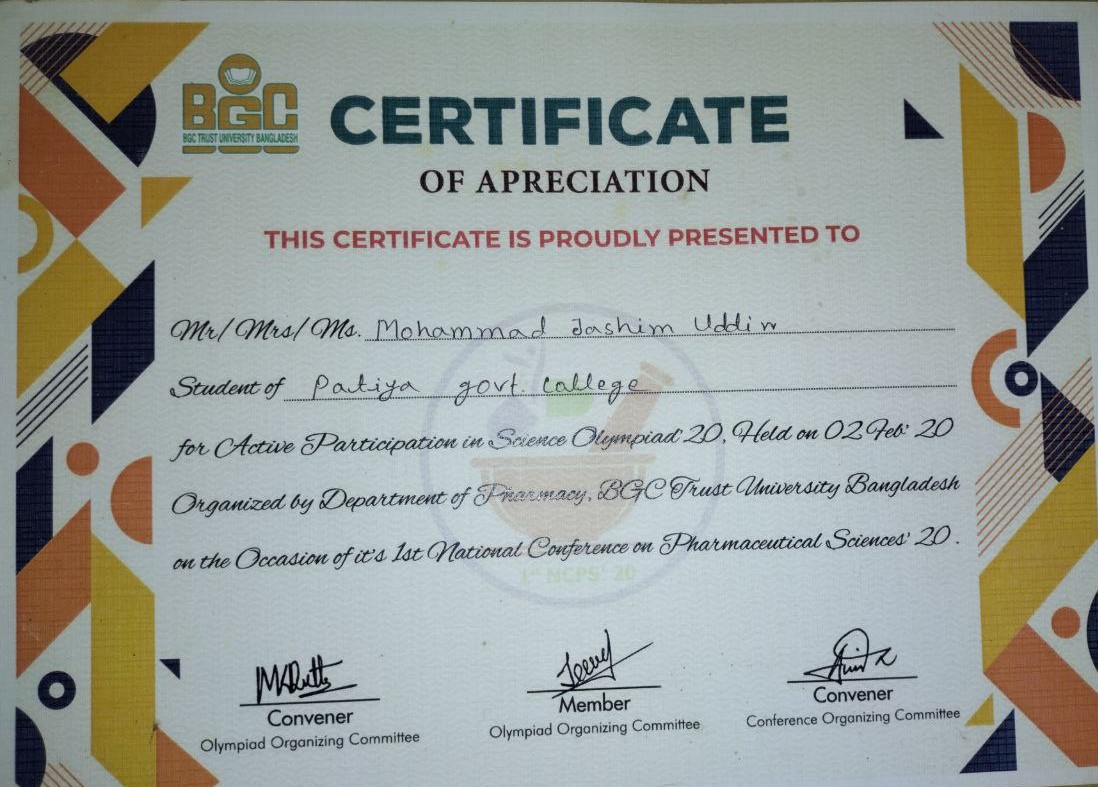 BGC
BGC TRUST UNIVERSITY BANGLADESH
CERTIFICATE
OF APRECIATION
THIS CERTIFICATE IS PROUDLY PRESENTED TO
Mr/ Mrs/ Ms. Mohammad Jashim Uddin
Student of Patiya govt. Callege
for Active Participation in Science Olympiad' 20, Held on 02 Feb' 20
Organized by Department of Pharmacy, BGC Trust University Bangladesh
on the Occasion of it's 1st National Conference on Pharmaceutical Sciences' 20 .
1st NCPS' 20
Convener
Olympiad Organizing Committee
Member
Olympiad Organizing Committee
Convener
Conference Organizing Committee